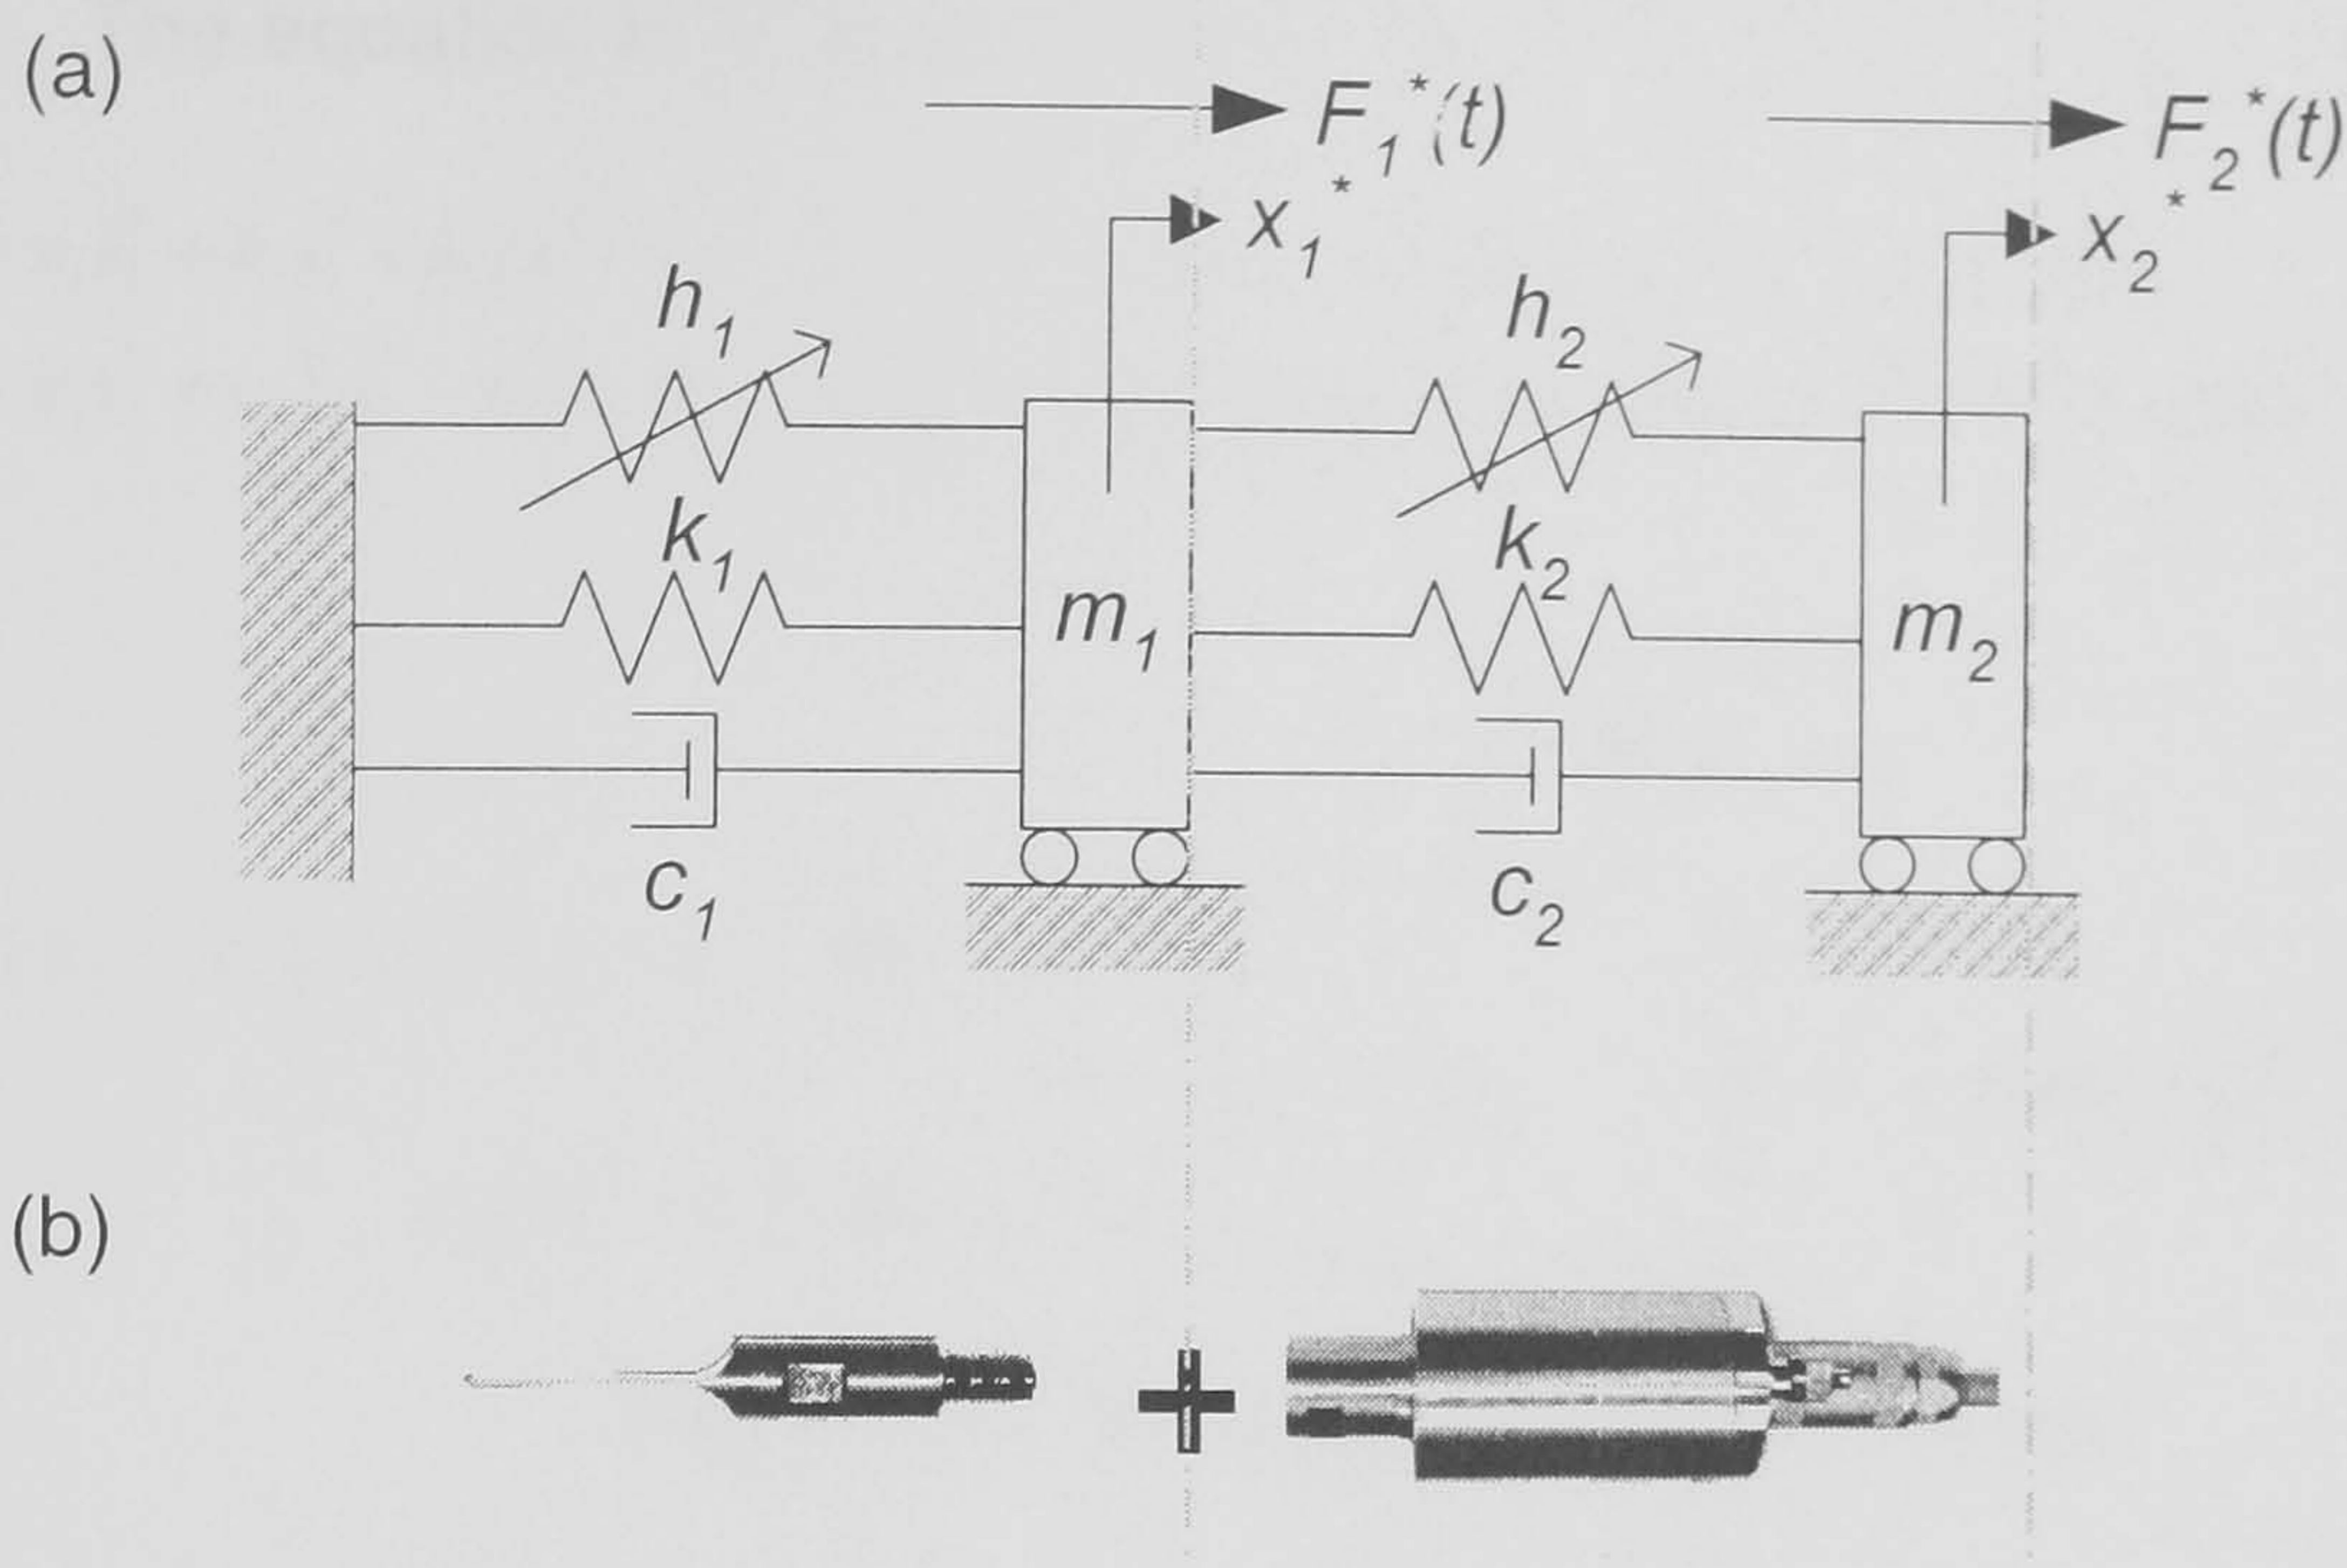 (a)
F₁*(t)
F₂*(t)
x₁*
x₂*
h₁
h₂
k₁
k₂
m₁
m₂
c₁
c₂
(b)
+